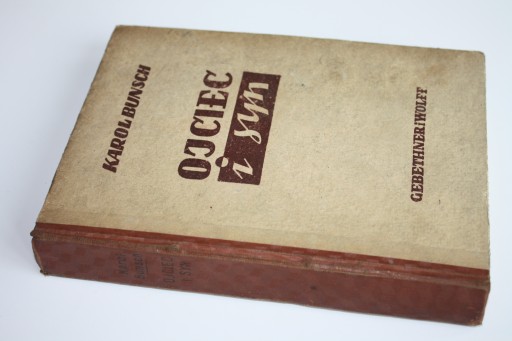 KAROL BUNSCH
OJCIEC
i syn
GEBETHNER i WOLFF